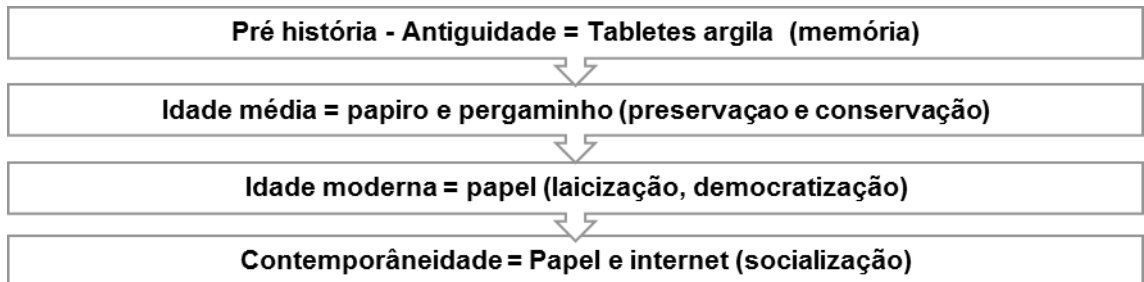 Pré história - Antiguidade = Tabletes argila (memória)
Idade média = papiro e pergaminho (preservaçao e conservação)
Idade moderna = papel (laicização, democratização)
Contemporâneidade = Papel e internet (socialização)